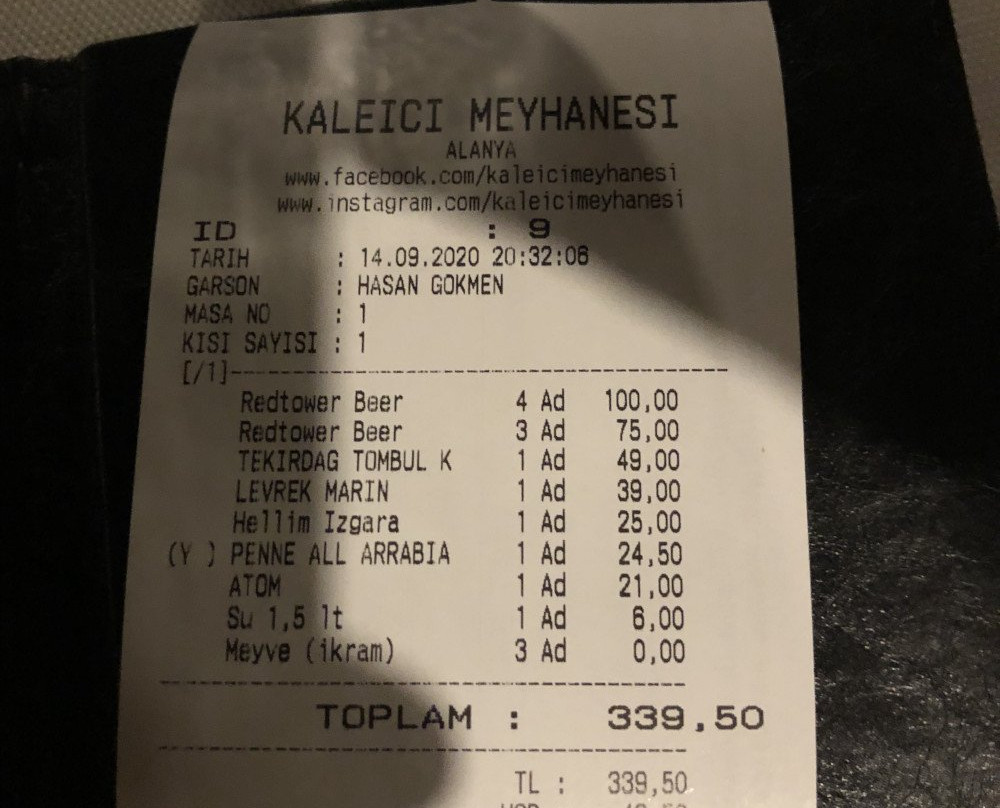 KALEICI MEYHANESI
ALANYA
www.facebook.com/kaleicimeyhanesi
www.instagram.com/kaleicimeyhanesi
ID : 9
TARIH : 14.09.2020 20:32:06
GARSON : HASAN GOKMEN
MASA NO : 1
KISI SAYISI : 1
[/1]--------------------------------------------------
Redtower Beer 4 Ad 100,00
Redtower Beer 3 Ad 75,00
TEKIRDAG TOMBUL K 1 Ad 49,00
LEVREK MARIN 1 Ad 39,00
Hellim Izgara 1 Ad 25,00
(Y ) PENNE ALL ARRABIA 1 Ad 24,50
ATOM 1 Ad 21,00
Su 1,5 lt 1 Ad 6,00
Meyve (ikram) 3 Ad 0,00
TOPLAM : 339,50
TL : 339,50